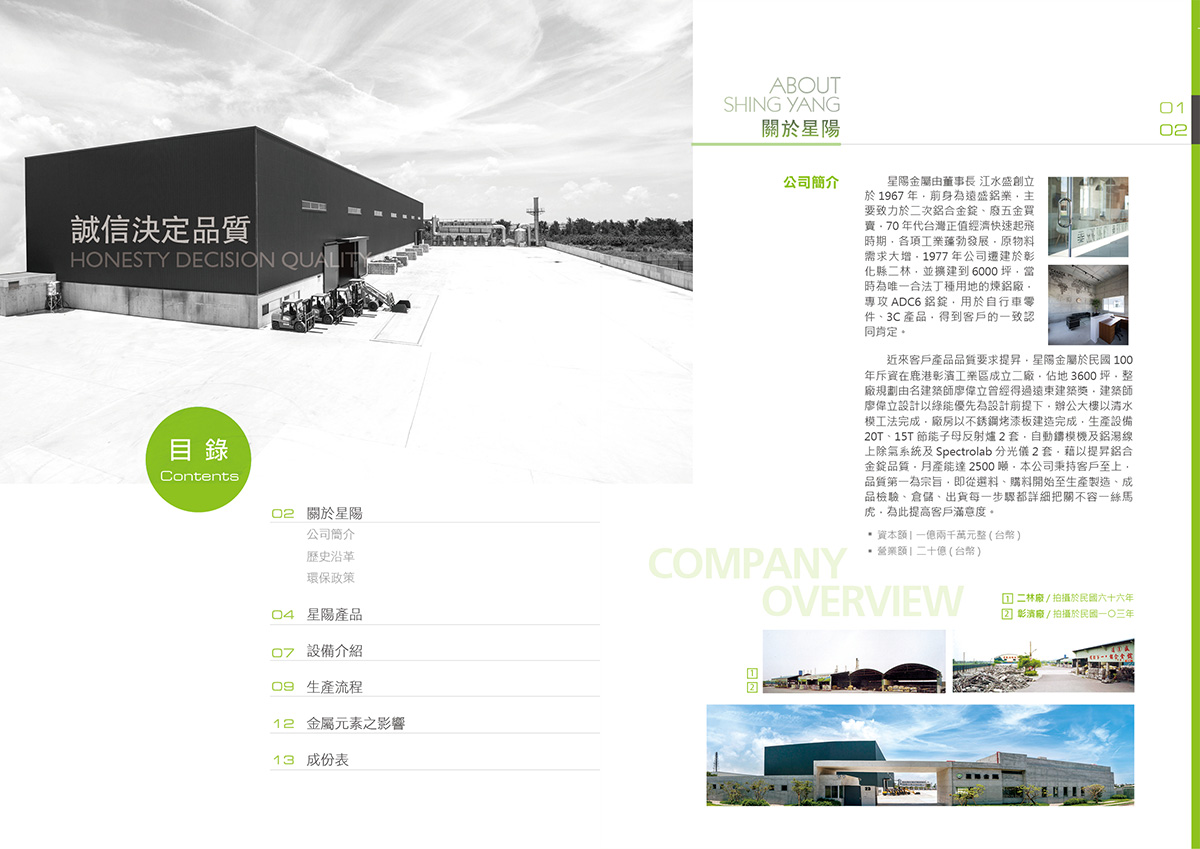 誠信決定品質
HONESTY DECISION QUALITY
目 錄
Contents
02 關於星陽
公司簡介
歷史沿革
環保政策
04 星陽產品
07 設備介紹
09 生產流程
12 金屬元素之影響
13 成份表
ABOUT
SHING YANG
關於星陽
01
02
公司簡介
星陽金屬由董事長 江水盛創立
於 1967 年，前身為遠盛鋁業，主
要致力於二次鋁合金錠、廢五金買
賣，70 年代台灣正值經濟快速起飛
時期，各項工業蓬勃發展，原物料
需求大增，1977 年公司遷建於彰
化縣二林，並擴建到 6000 坪，當
時為唯一合法丁種用地的煉鋁廠，
專攻 ADC6 鋁錠，用於自行車零
件、3C 產品，得到客戶的一致認
同肯定。
近來客戶產品品質要求提昇，星陽金屬於民國 100
年斥資在鹿港彰濱工業區成立二廠，佔地 3600 坪，整
廠規劃由名建築師廖偉立曾經得過遠東建築獎，建築師
廖偉立設計以綠能優先為設計前提下，辦公大樓以清水
模工法完成，廠房以不銹鋼烤漆板建造完成，生產設備
20T、15T 節能子母反射爐 2 套，自動鑄模機及鋁湯線
上除氣系統及 Spectrolab 分光儀 2 套，藉以提昇鋁合
金錠品質，月產能達 2500 噸，本公司秉持客戶至上，
品質第一為宗旨，即從選料、購料開始至生產製造、成
品檢驗、倉儲、出貨每一步驟都詳細把關不容一絲馬
虎，為此提高客戶滿意度。
• 資本額 | 一億兩千萬元整 ( 台幣 )
• 營業額 | 二十億 ( 台幣 )
COMPANY
OVERVIEW
1 二林廠 / 拍攝於民國六十六年
2 彰濱廠 / 拍攝於民國一〇三年
1
2
星陽金屬